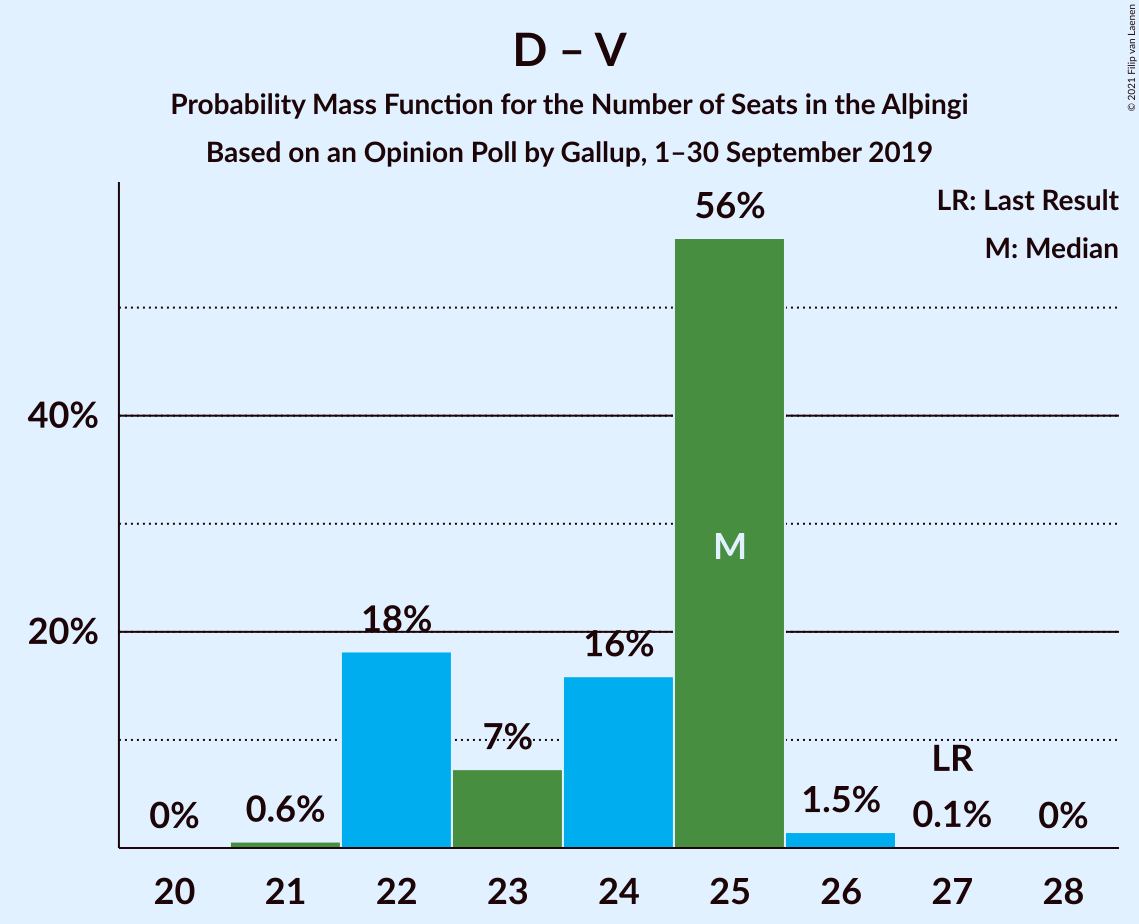 D – V
Probability Mass Function for the Number of Seats in the Alþingi
Based on an Opinion Poll by Gallup, 1–30 September 2019
© 2021 Filip van Laenen
LR: Last Result
M: Median
56%
40%
M
20%
18%
16%
7%
LR
0%
0.6%
1.5%
0.1%
0%
20 21 22 23 24 25 26 27 28